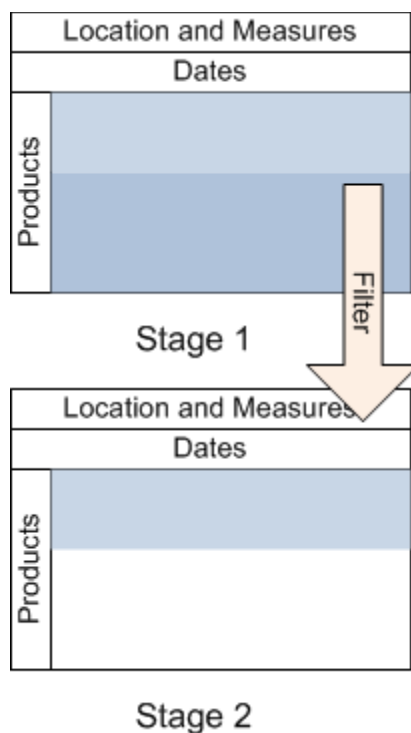 Location and Measures
Dates
Products
Filter
Stage 1
Location and Measures
Dates
Products
Stage 2